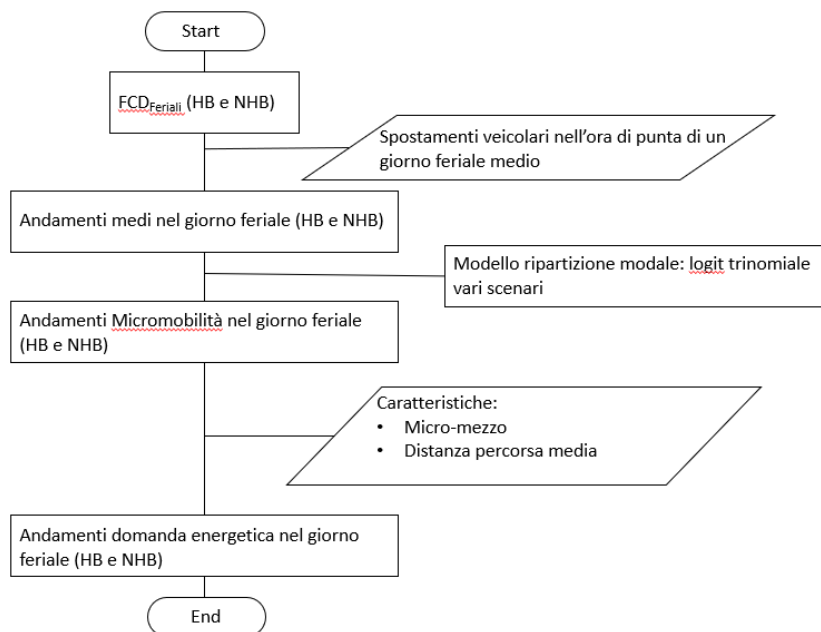 Start
FCDFeriali (HB e NHB)
Spostamenti veicolari nell'ora di punta di un
giorno feriale medio
Andamenti medi nel giorno feriale (HB e NHB)
Modello ripartizione modale: logit trinomiale
vari scenari
Andamenti Micromobilità nel giorno feriale
(HB e NHB)
Caratteristiche:
• Micro-mezzo
• Distanza percorsa media
Andamenti domanda energetica nel giorno
feriale (HB e NHB)
End